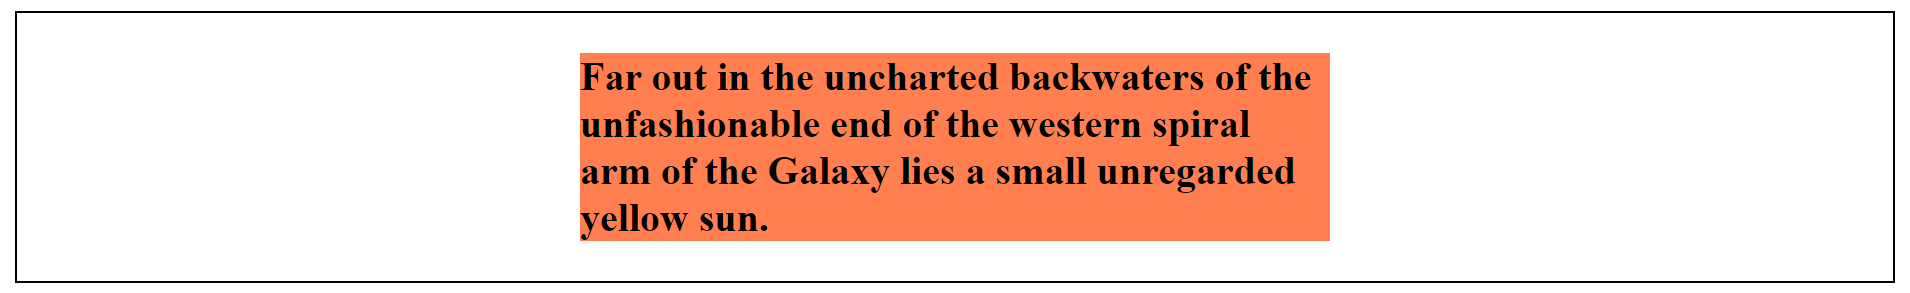 Far out in the uncharted backwaters of the
unfashionable end of the western spiral
arm of the Galaxy lies a small unregarded
yellow sun.